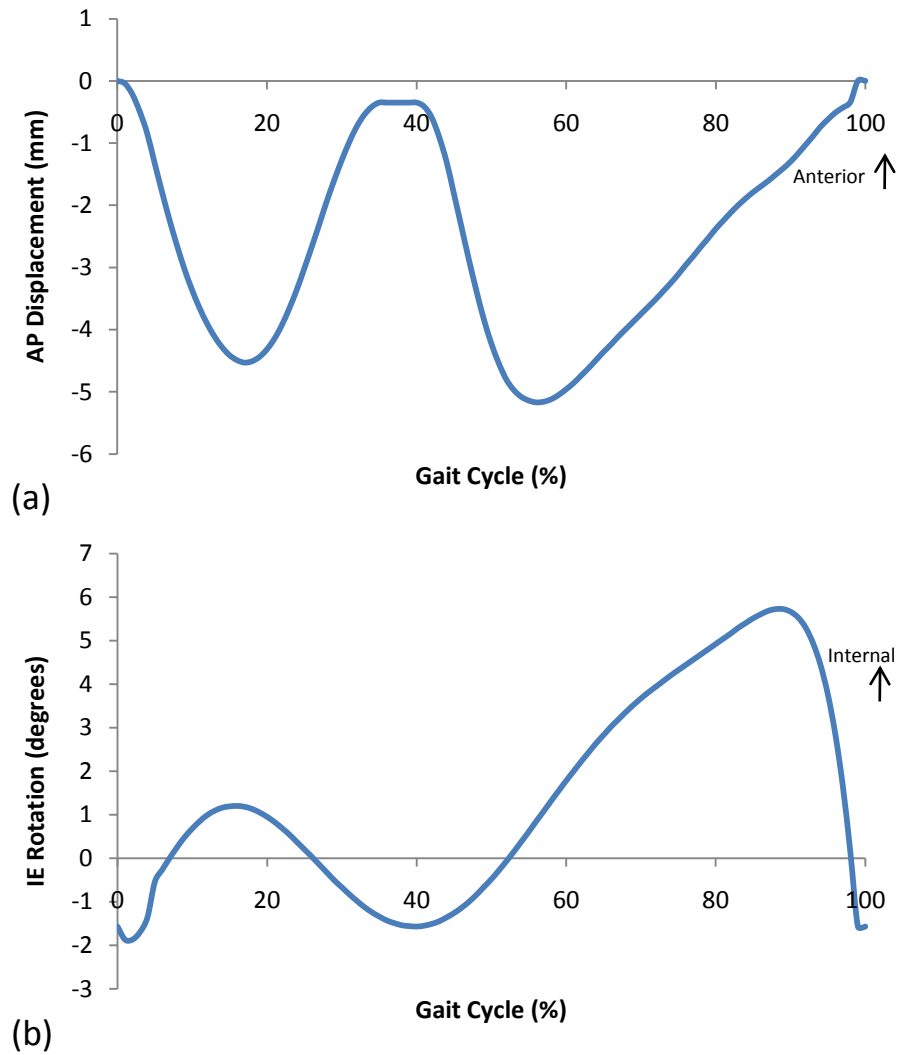 1
0
0 20 40 60 80 100
-1
Anterior
-2
-3
-4
-5
-6
AP Displacement (mm)
Gait Cycle (%)
(a)
7
6
5
Internal
4
3
2
1
0
0 20 40 60 80 100
-1
-2
-3
IE Rotation (degrees)
Gait Cycle (%)
(b)